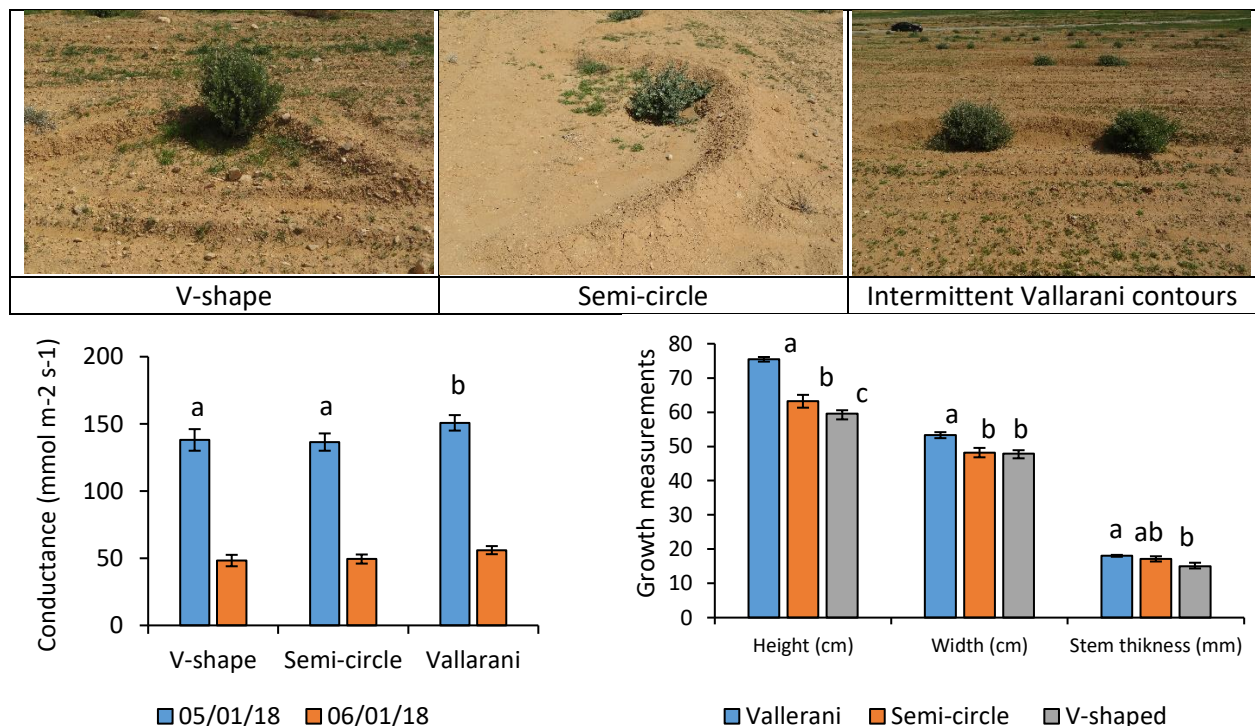 V-shape
Semi-circle
Intermittent Vallarani contours
Conductance (mmol m-2 s-1)
200
150
100
50
0
a
a
b
V-shape
Semi-circle
Vallarani
05/01/18
06/01/18
Growth measurements
80
70
60
50
40
30
20
10
0
a
b
c
a
b
b
a
ab
b
Height (cm)
Width (cm)
Stem thikness (mm)
Vallerani
Semi-circle
V-shaped